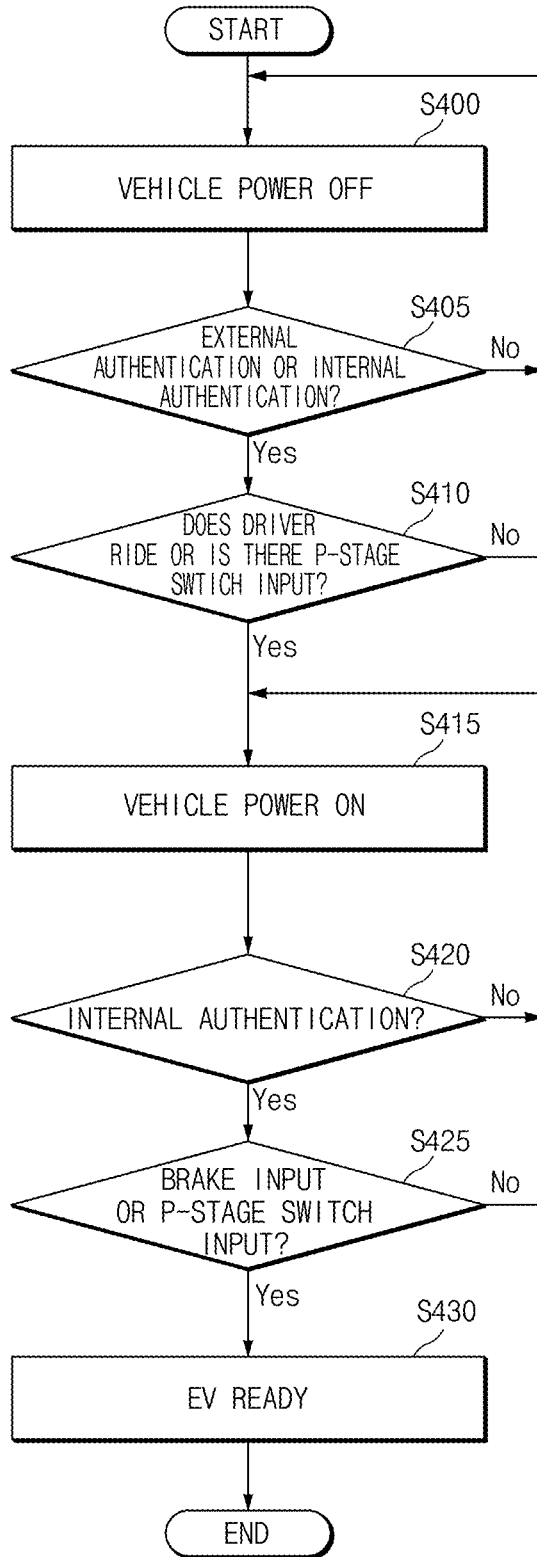 START
S400
VEHICLE POWER OFF
S405
EXTERNAL
AUTHENTICATION OR INTERNAL
AUTHENTICATION?
No
Yes
S410
DOES DRIVER
RIDE OR IS THERE P-STAGE
SWTICH INPUT?
No
Yes
S415
VEHICLE POWER ON
S420
INTERNAL AUTHENTICATION?
No
Yes
S425
BRAKE INPUT
OR P-STAGE SWITCH
INPUT?
No
Yes
S430
EV READY
END